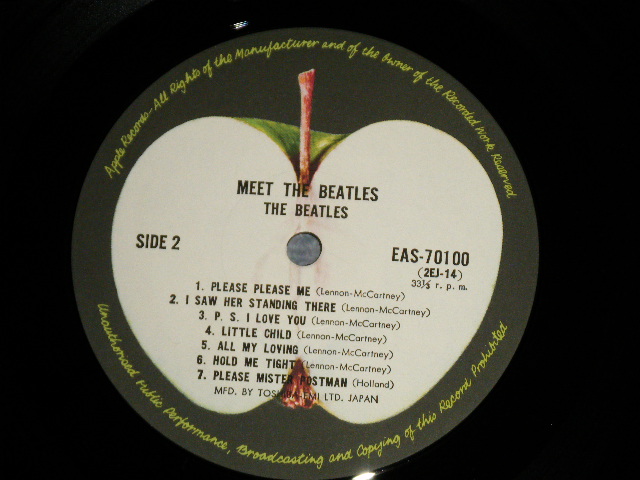 Apple Records-All Rights of the Manufacturer and of the Owner of the Recorded Work Reserved
MEET THE BEATLES
THE BEATLES
SIDE 2
EAS-70100
(2EJ-14)
33⅓ r. p. m.
1. PLEASE PLEASE ME (Lennon-McCartney)
2. I SAW HER STANDING THERE (Lennon-McCartney)
3. P. S. I LOVE YOU (Lennon-McCartney)
4. LITTLE CHILD (Lennon-McCartney)
5. ALL MY LOVING (Lennon-McCartney)
6. HOLD ME TIGHT (Lennon-McCartney)
7. PLEASE MISTER POSTMAN (Holland)
MFD. BY TOSHIBA-EMI LTD. JAPAN
Unauthorised Public Performance, Broadcasting and Copying of this Record Prohibited